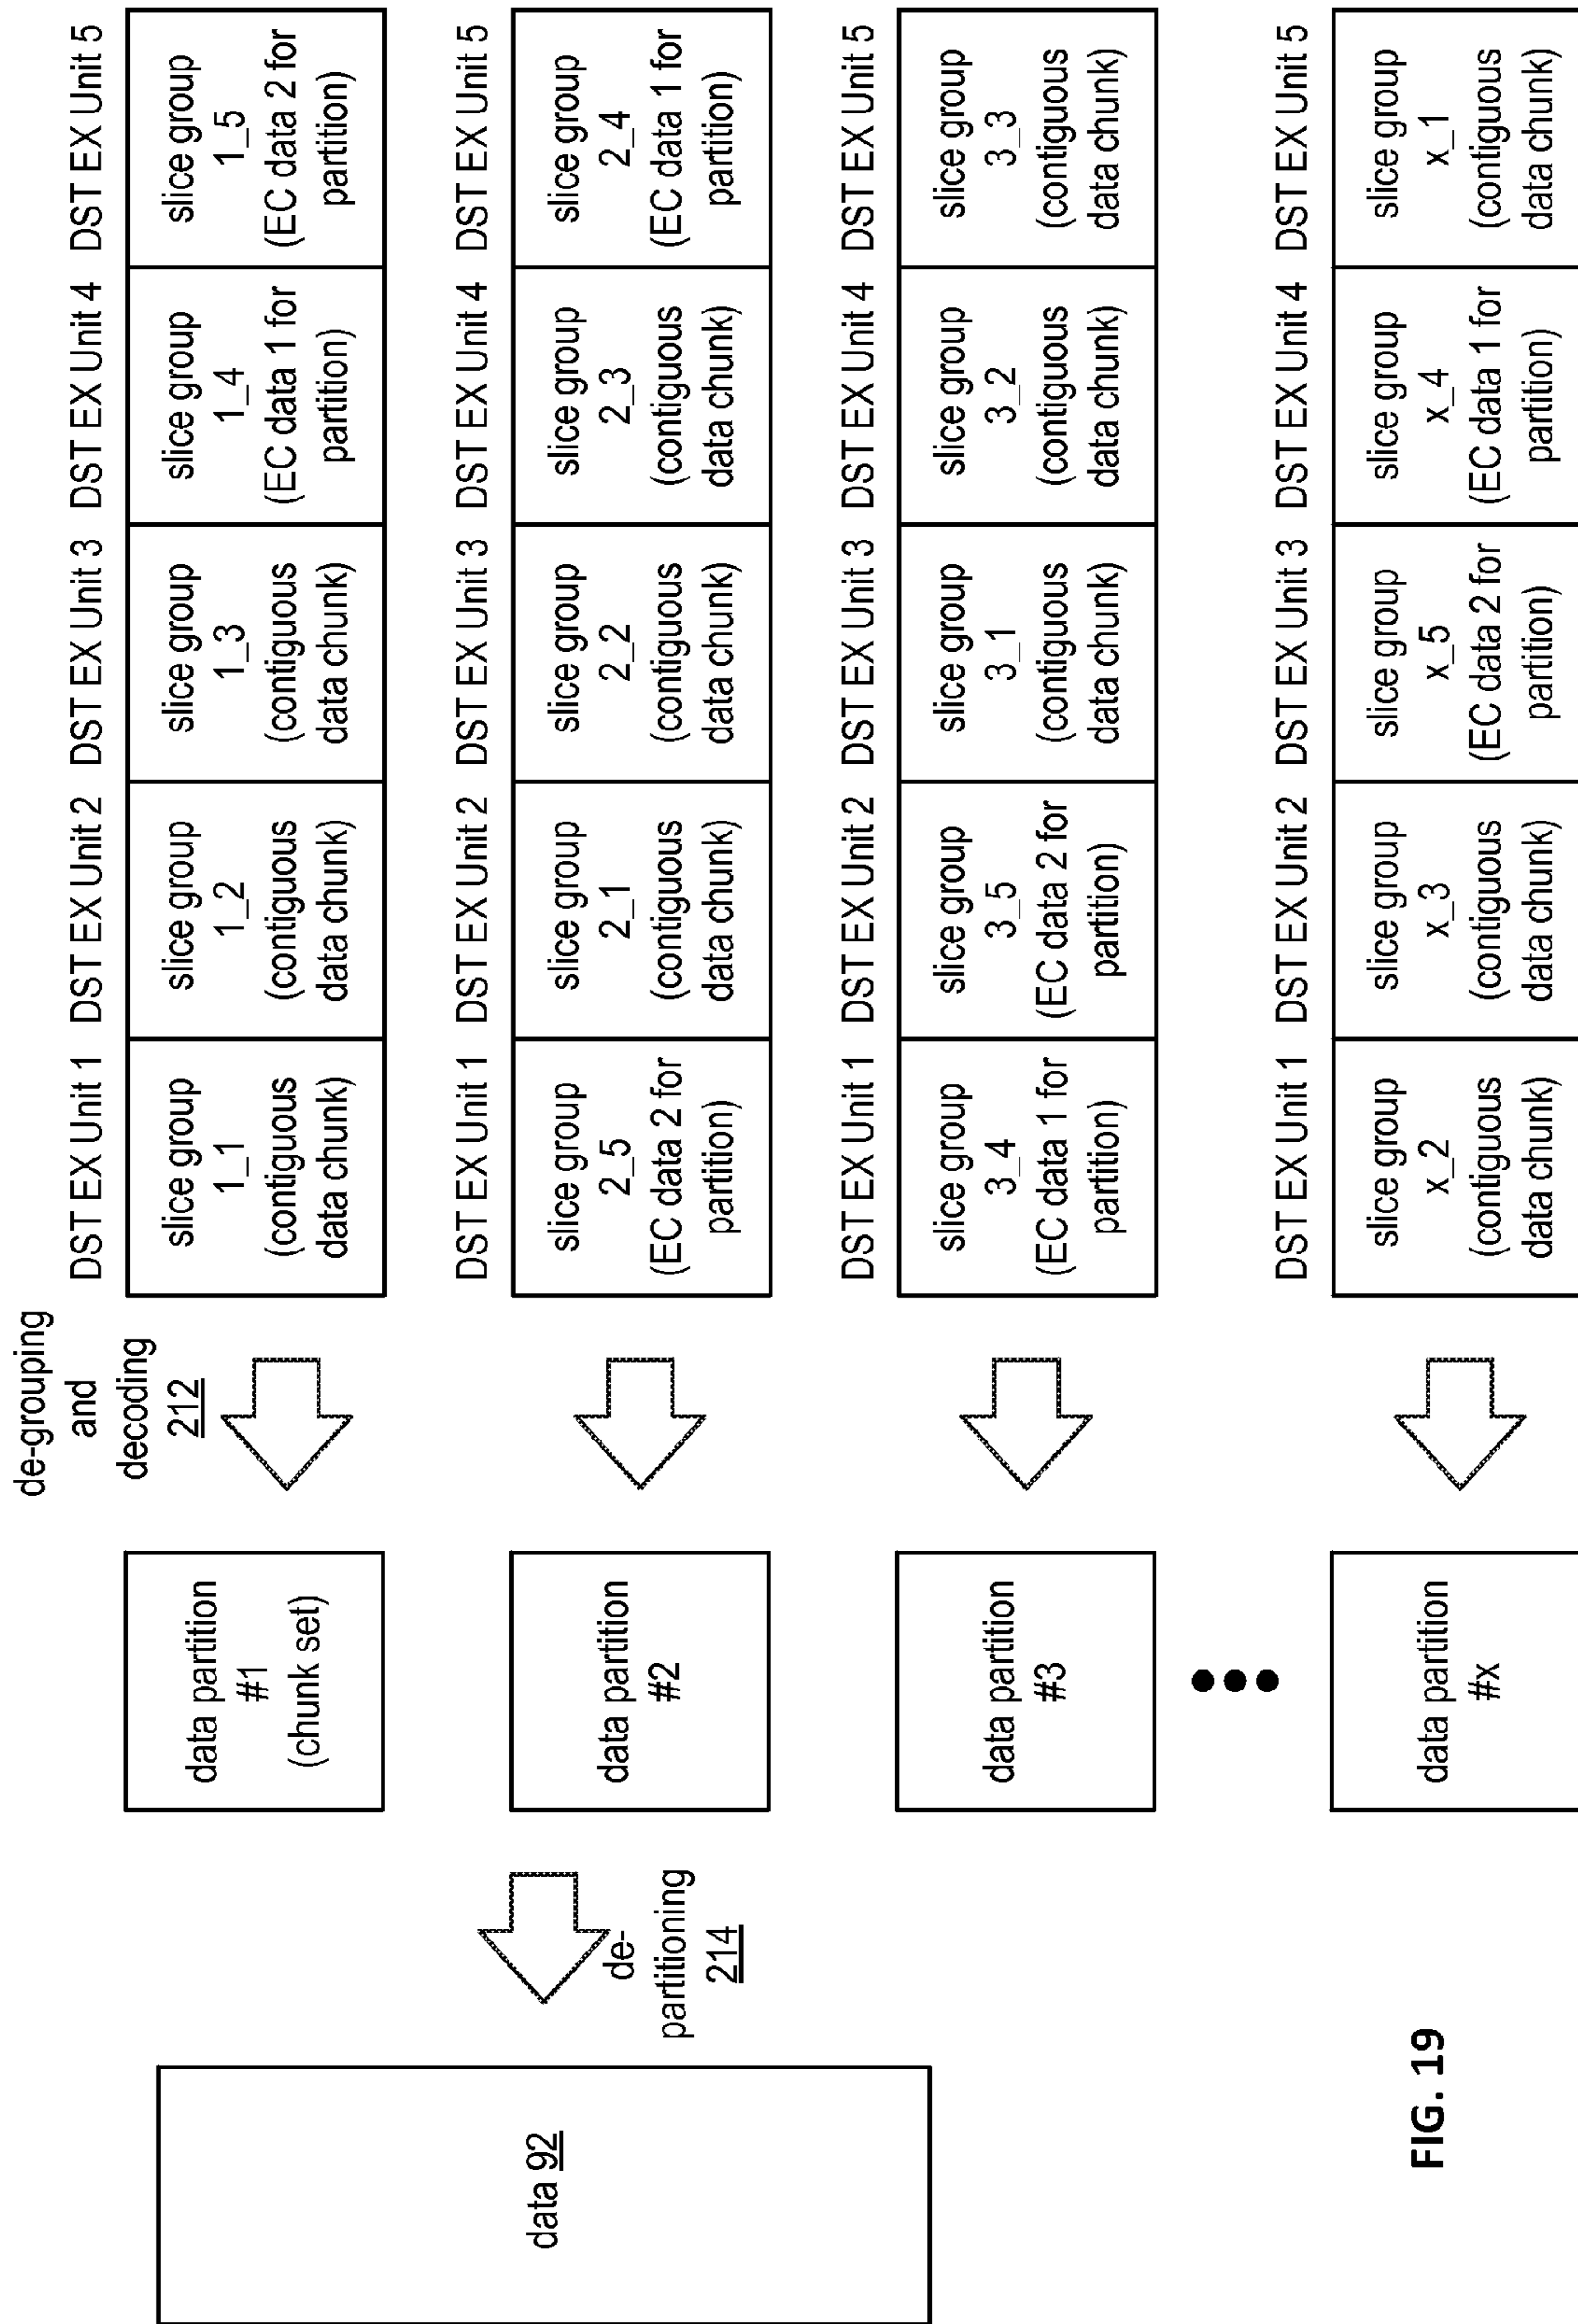 de-grouping
and
decoding
212
DST EX Unit 1 DST EX Unit 2 DST EX Unit 3 DST EX Unit 4 DST EX Unit 5
data partition
#1
(chunk set)
slice group
1_1
(contiguous
data chunk)
slice group
1_2
(contiguous
data chunk)
slice group
1_3
(contiguous
data chunk)
slice group
1_4
(EC data 1 for
partition)
slice group
1_5
(EC data 2 for
partition)
DST EX Unit 1 DST EX Unit 2 DST EX Unit 3 DST EX Unit 4 DST EX Unit 5
data 92
de-
partitioning
214
data partition
#2
slice group
2_5
(EC data 2 for
partition)
slice group
2_1
(contiguous
data chunk)
slice group
2_2
(contiguous
data chunk)
slice group
2_3
(contiguous
data chunk)
slice group
2_4
(EC data 1 for
partition)
DST EX Unit 1 DST EX Unit 2 DST EX Unit 3 DST EX Unit 4 DST EX Unit 5
data partition
#3
slice group
3_4
(EC data 1 for
partition)
slice group
3_5
(EC data 2 for
partition)
slice group
3_1
(contiguous
data chunk)
slice group
3_2
(contiguous
data chunk)
slice group
3_3
(contiguous
data chunk)
DST EX Unit 1 DST EX Unit 2 DST EX Unit 3 DST EX Unit 4 DST EX Unit 5
data partition
#x
slice group
x_2
(contiguous
data chunk)
slice group
x_3
(contiguous
data chunk)
slice group
x_5
(EC data 2 for
partition)
slice group
x_4
(EC data 1 for
partition)
slice group
x_1
(contiguous
data chunk)
FIG. 19